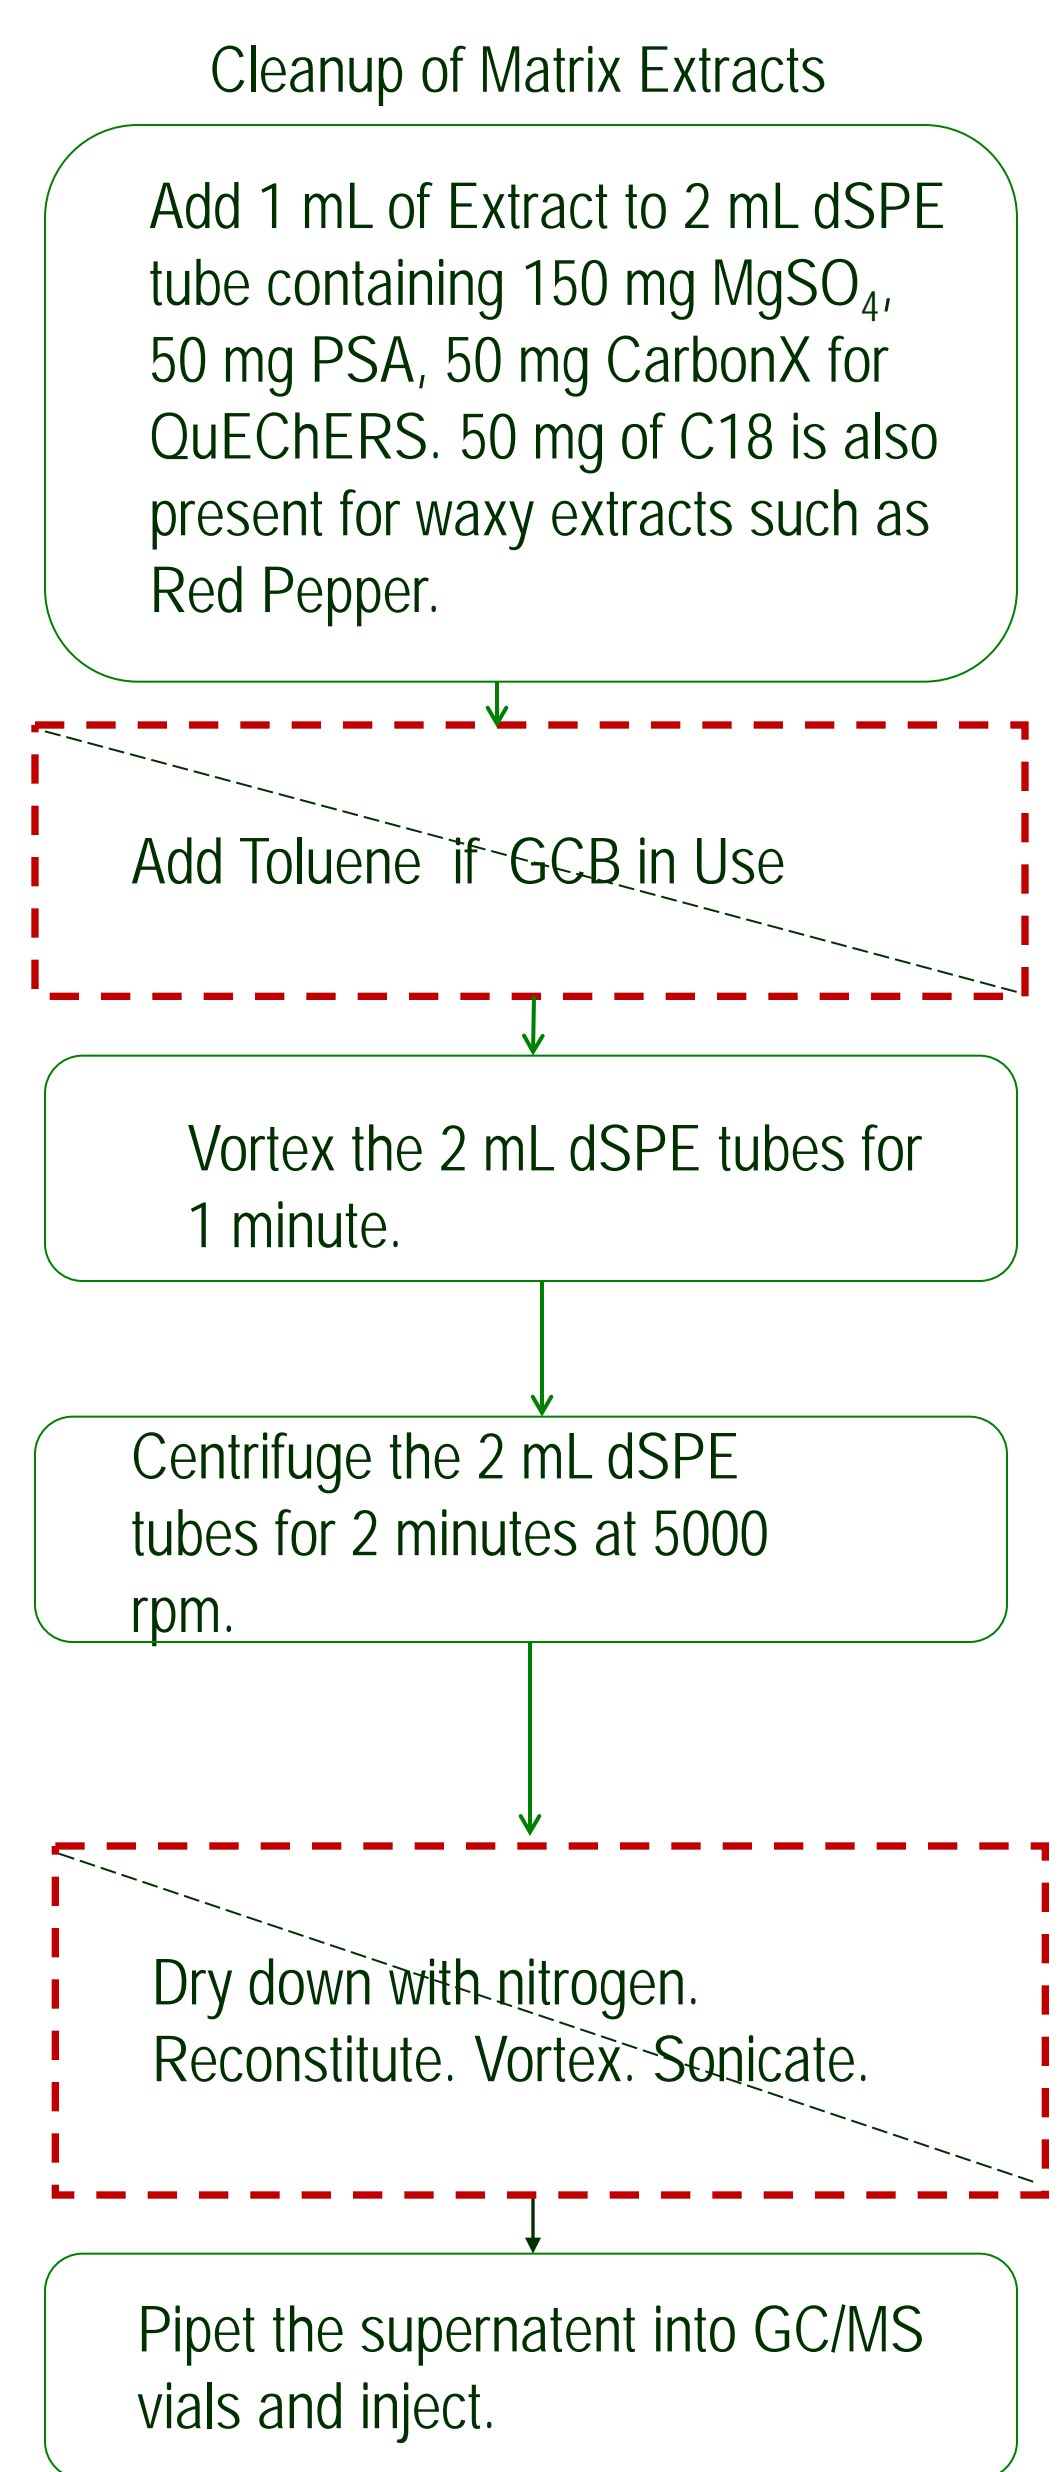 Cleanup of Matrix Extracts
Add 1 mL of Extract to 2 mL dSPE
tube containing 150 mg MgSO₄,
50 mg PSA, 50 mg CarbonX for
QuEChERS. 50 mg of C18 is also
present for waxy extracts such as
Red Pepper.
Add Toluene if GCB in Use
Vortex the 2 mL dSPE tubes for
1 minute.
Centrifuge the 2 mL dSPE
tubes for 2 minutes at 5000
rpm.
Dry down with nitrogen.
Reconstitute. Vortex. Sonicate.
Pipet the supernatent into GC/MS
vials and inject.